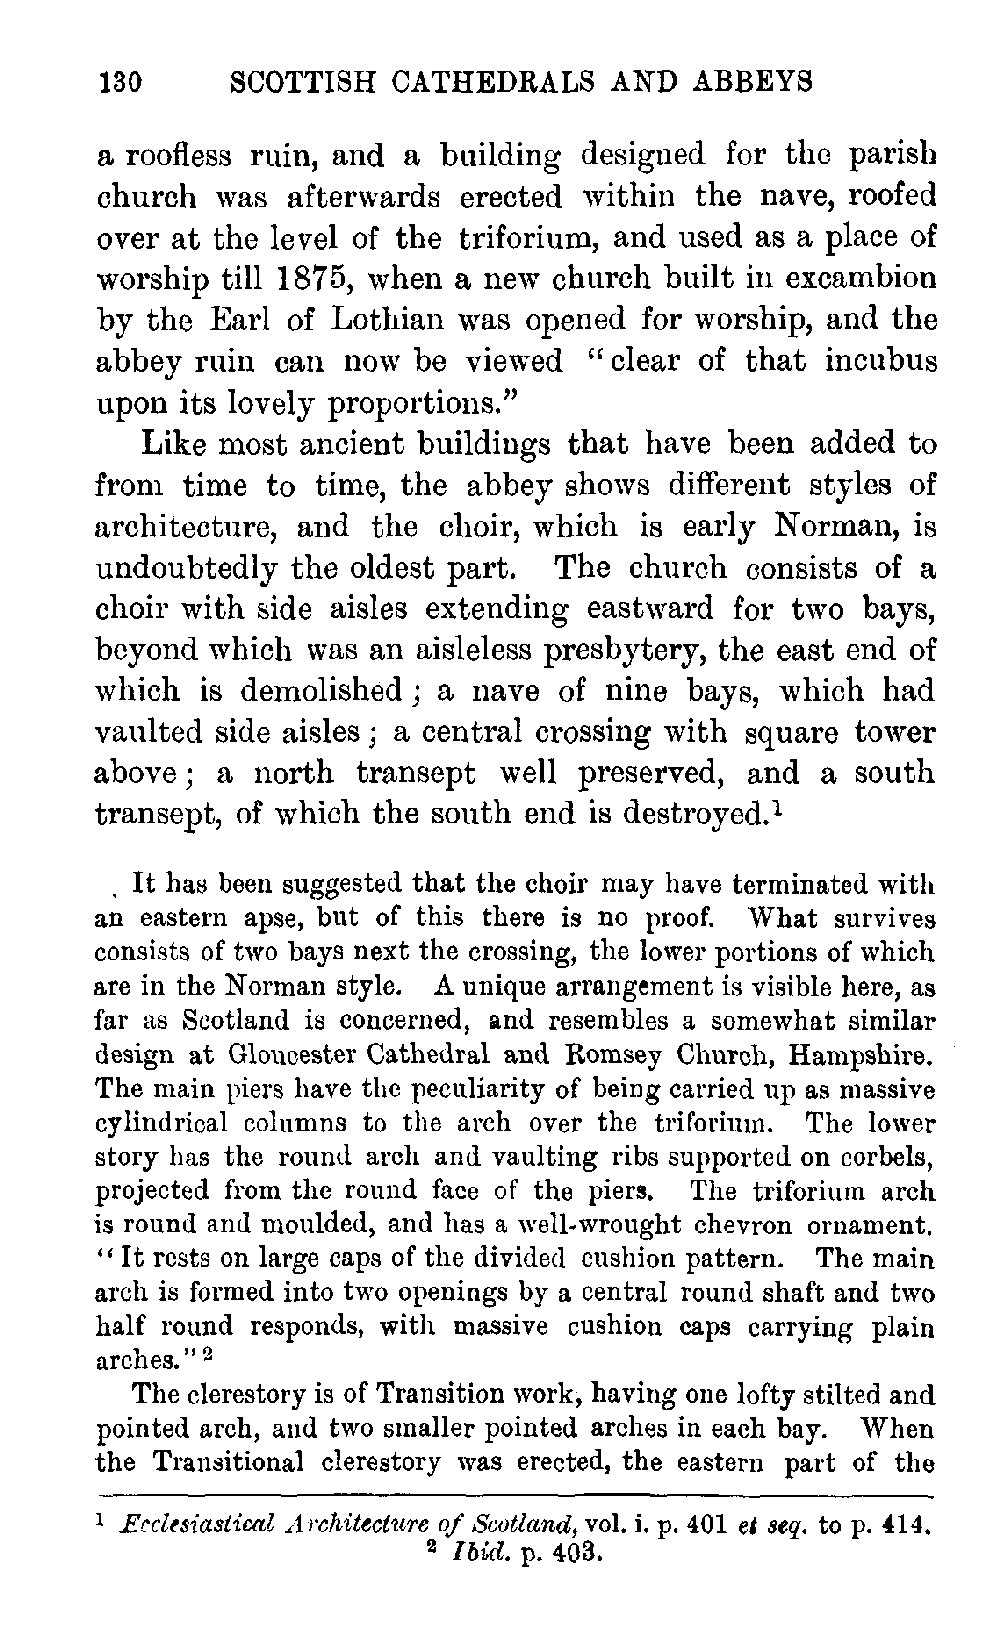 130 SCOTTISH CATHEDRALS AND ABBEYS
a roofless ruin, and a building designed for the parish
church was afterwards erected within the nave, roofed
over at the level of the triforium, and used as a place of
worship till 1875, when a new church built in excambion
by the Earl of Lothian was opened for worship, and the
abbey ruin can now be viewed “clear of that incubus
upon its lovely proportions.”
Like most ancient buildings that have been added to
from time to time, the abbey shows different styles of
architecture, and the choir, which is early Norman, is
undoubtedly the oldest part. The church consists of a
choir with side aisles extending eastward for two bays,
beyond which was an aisleless presbytery, the east end of
which is demolished; a nave of nine bays, which had
vaulted side aisles; a central crossing with square tower
above; a north transept well preserved, and a south
transept, of which the south end is destroyed.¹
It has been suggested that the choir may have terminated with
an eastern apse, but of this there is no proof. What survives
consists of two bays next the crossing, the lower portions of which
are in the Norman style. A unique arrangement is visible here, as
far as Scotland is concerned, and resembles a somewhat similar
design at Gloucester Cathedral and Romsey Church, Hampshire.
The main piers have the peculiarity of being carried up as massive
cylindrical columns to the arch over the triforium. The lower
story has the round arch and vaulting ribs supported on corbels,
projected from the round face of the piers. The triforium arch
is round and moulded, and has a well-wrought chevron ornament.
“It rests on large caps of the divided cushion pattern. The main
arch is formed into two openings by a central round shaft and two
half round responds, with massive cushion caps carrying plain
arches.”²
The clerestory is of Transition work, having one lofty stilted and
pointed arch, and two smaller pointed arches in each bay. When
the Transitional clerestory was erected, the eastern part of the
¹ Ecclesiastical Architecture of Scotland, vol. i. p. 401 et seq. to p. 414.
² Ibid. p. 403.